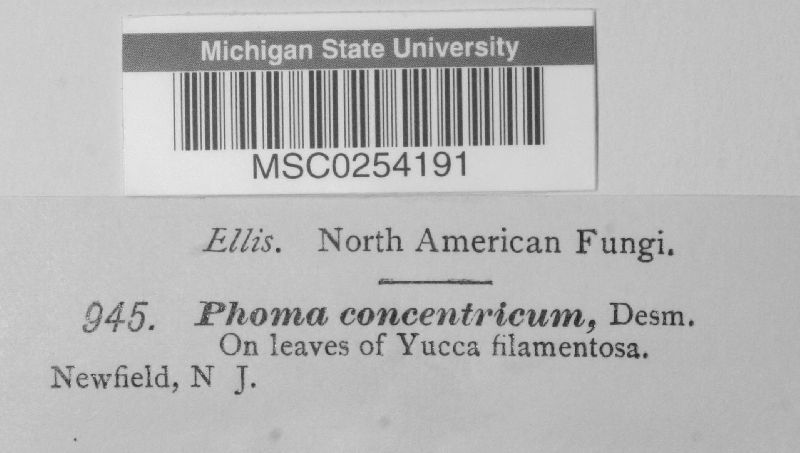 Michigan State University
MSC0254191
Ellis. North American Fungi.
945. Phoma concentricum, Desm.
On leaves of Yucca filamentosa.
Newfield, N J.